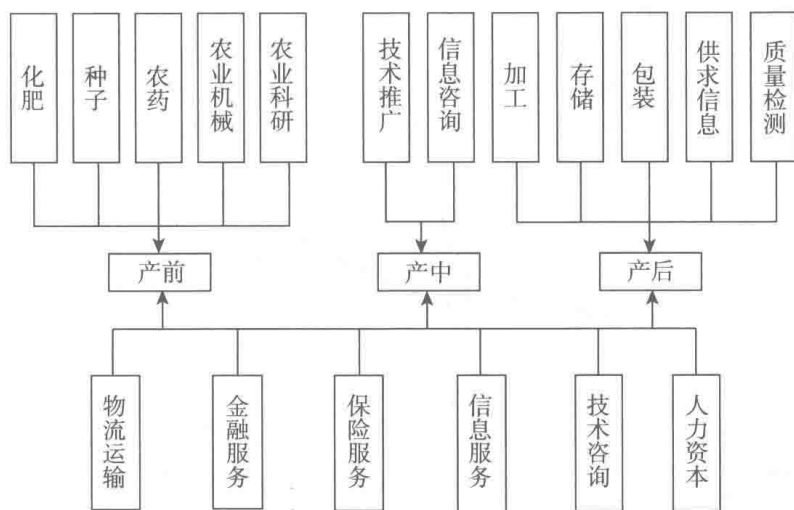 化肥
种子
农药
农业机械
农业科研
技术推广
信息咨询
加工
存储
包装
供求信息
质量检测
产前
产中
产后
物流运输
金融服务
保险服务
信息服务
技术咨询
人力资本